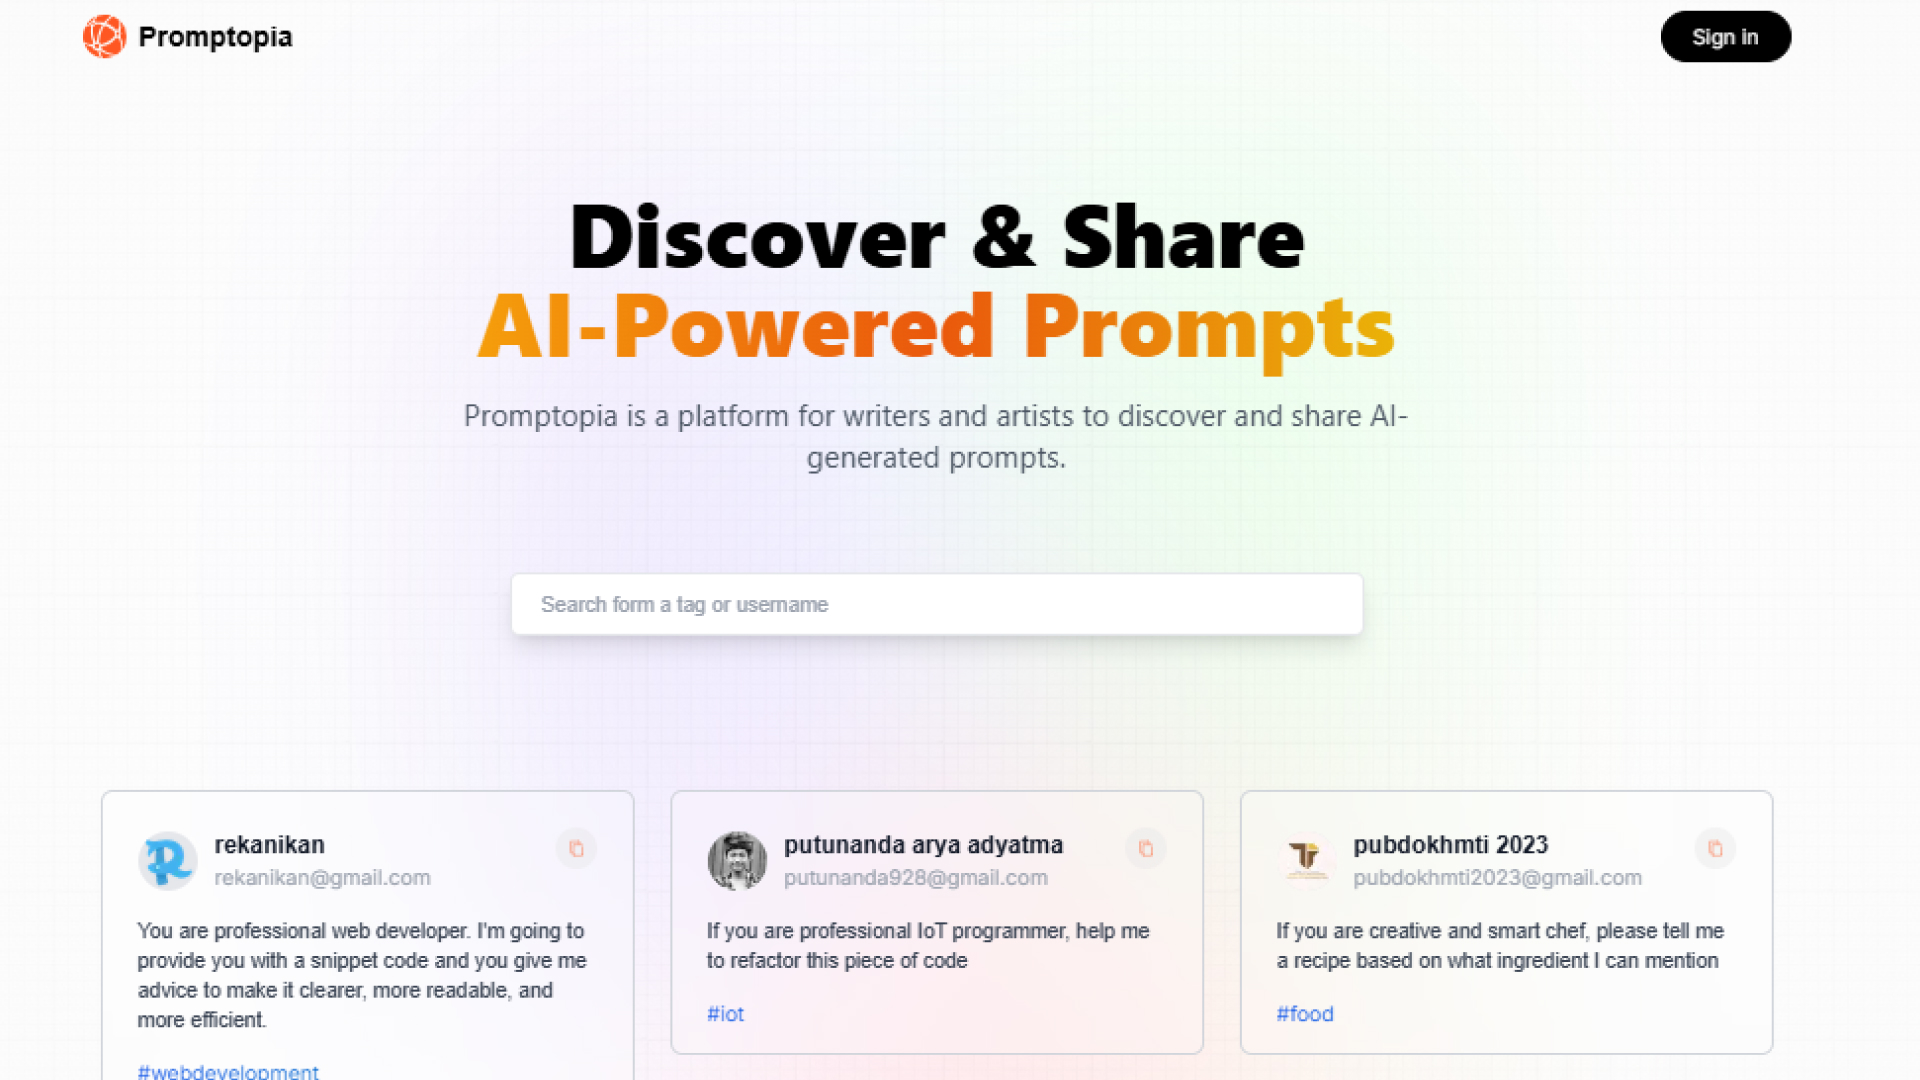 Promptopia
Sign in
Discover & Share
AI-Powered Prompts
Promptopia is a platform for writers and artists to discover and share AI-
generated prompts.
Search form a tag or username
rekanikan
rekanikan@gmail.com
You are professional web developer. I'm going to
provide you with a snippet code and you give me
advice to make it clearer, more readable, and
more efficient.
#webdevelopment
putunanda arya adyatma
putunanda928@gmail.com
If you are professional IoT programmer, help me
to refactor this piece of code
#iot
pubdokhmti 2023
pubdokhmti2023@gmail.com
If you are creative and smart chef, please tell me
a recipe based on what ingredient I can mention
#food